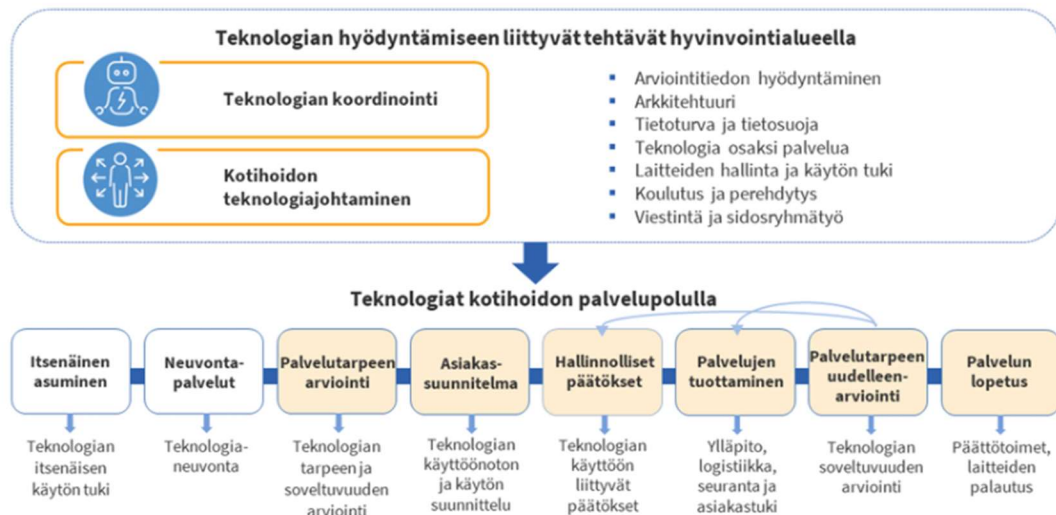 Teknologian hyödyntämiseen liittyvät tehtävät hyvinvointialueella
Teknologian koordinointi
Kotihoidon
teknologiajohtaminen
▪ Arviointitiedon hyödyntäminen
▪ Arkkitehtuuri
▪ Tietoturva ja tietosuoja
▪ Teknologia osaksi palvelua
▪ Laitteiden hallinta ja käytön tuki
▪ Koulutus ja perehdytys
▪ Viestintä ja sidosryhmätyö
Teknologiat kotihoidon palvelupolulla
Itsenäinen
asuminen
Neuvonta-
palvelut
Palvelutarpeen
arviointi
Asiakas-
suunnitelma
Hallinnolliset
päätökset
Palvelujen
tuottaminen
Palvelutarpeen
uudelleen-
arviointi
Palvelun
lopetus
Teknologian
itsenäisen
käytön tuki
Teknologia-
neuvonta
Teknologian
tarpeen ja
soveltuvuuden
arviointi
Teknologian
käyttöönoton
ja käytön
suunnittelu
Teknologian
käyttöön
liittyvät
päätökset
Ylläpito,
logistiikka,
seuranta ja
asiakastuki
Teknologian
soveltuvuuden
arviointi
Päättötoimet,
laitteiden
palautus